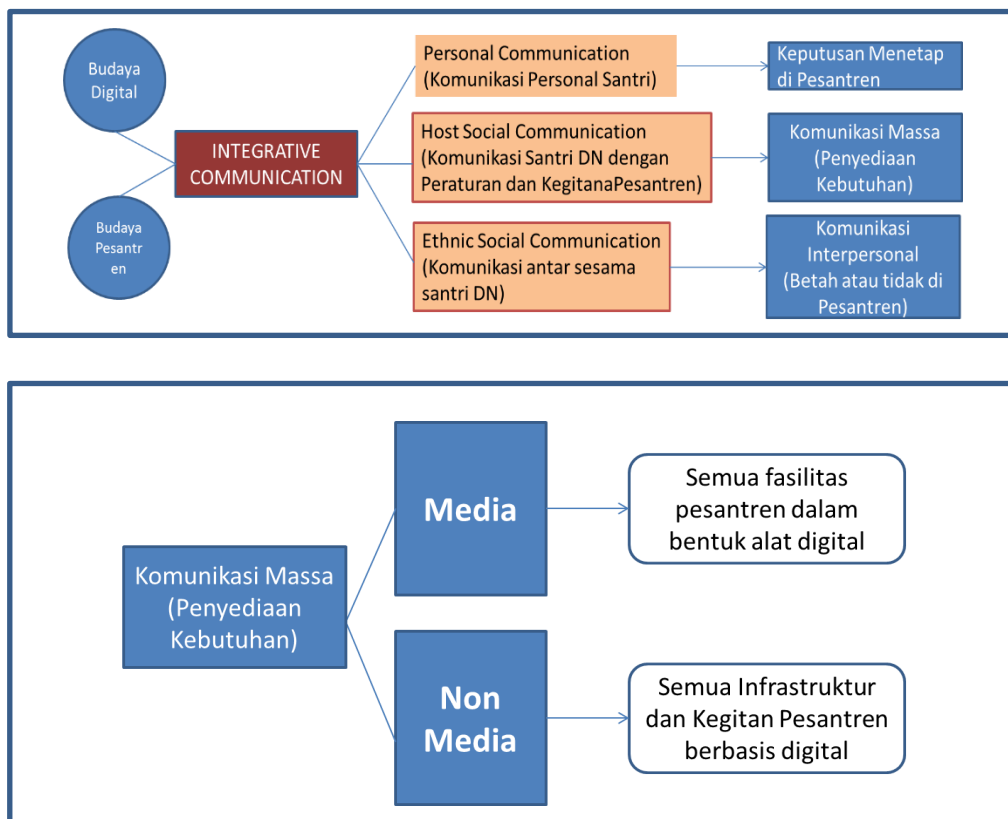 Budaya
Digital
Budaya
Pesantr
en
INTEGRATIVE
COMMUNICATION
Personal Communication
(Komunikasi Personal Santri)
Keputusan Menetap
di Pesantren
Host Social Communication
(Komunikasi Santri DN dengan
Peraturan dan KegitanaPesantren)
Komunikasi Massa
(Penyediaan
Kebutuhan)
Ethnic Social Communication
(Komunikasi antar sesama
santri DN)
Komunikasi
Interpersonal
(Betah atau tidak di
Pesantren)
Komunikasi Massa
(Penyediaan
Kebutuhan)
Media
Semua fasilitas
pesantren dalam
bentuk alat digital
Non
Media
Semua Infrastruktur
dan Kegitan Pesantren
berbasis digital